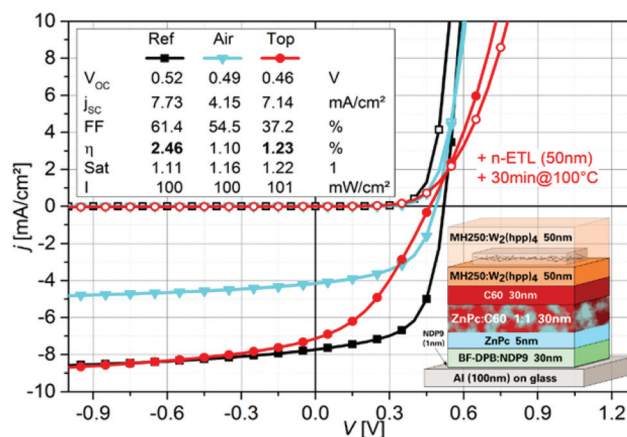 10
8
6
4
2
0
-2
-4
-6
-8
-10
j [mA/cm²]
Ref Air Top
V_OC 0.52 0.49 0.46 V
j_SC 7.73 4.15 7.14 mA/cm²
FF 61.4 54.5 37.2 %
η 2.46 1.10 1.23 %
Sat 1.11 1.16 1.22 1
I 100 100 101 mW/cm²
+ n-ETL (50nm)
+ 30min@100°C
MH250:W₂(hpp)₄ 50nm
MH250:W₂(hpp)₄ 50nm
C60 30nm
ZnPc:C60 1:1 30nm
NDP9
(1nm)
ZnPc 5nm
BF-DPB:NDP9 30nm
Al (100nm) on glass
-0.9 -0.6 -0.3 0.0 0.3 0.6 0.9 1.2
V [V]